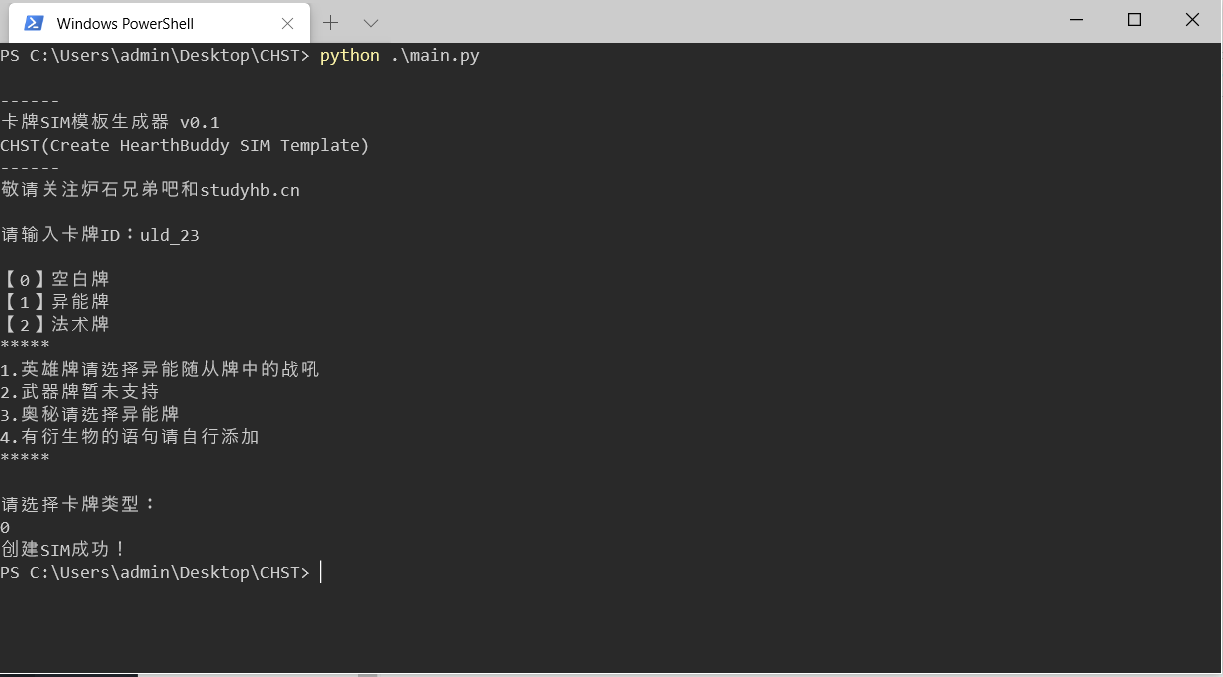 Windows PowerShell
PS C:\Users\admin\Desktop\CHST> python .\main.py
------
卡牌SIM模板生成器 v0.1
CHST(Create HearthBuddy SIM Template)
------
敬请关注炉石兄弟吧和studyhb.cn
请输入卡牌ID：uld_23
【0】空白牌
【1】异能牌
【2】法术牌
*****
1.英雄牌请选择异能随从牌中的战吼
2.武器牌暂未支持
3.奥秘请选择异能牌
4.有衍生物的语句请自行添加
*****
请选择卡牌类型：
0
创建SIM成功！
PS C:\Users\admin\Desktop\CHST>